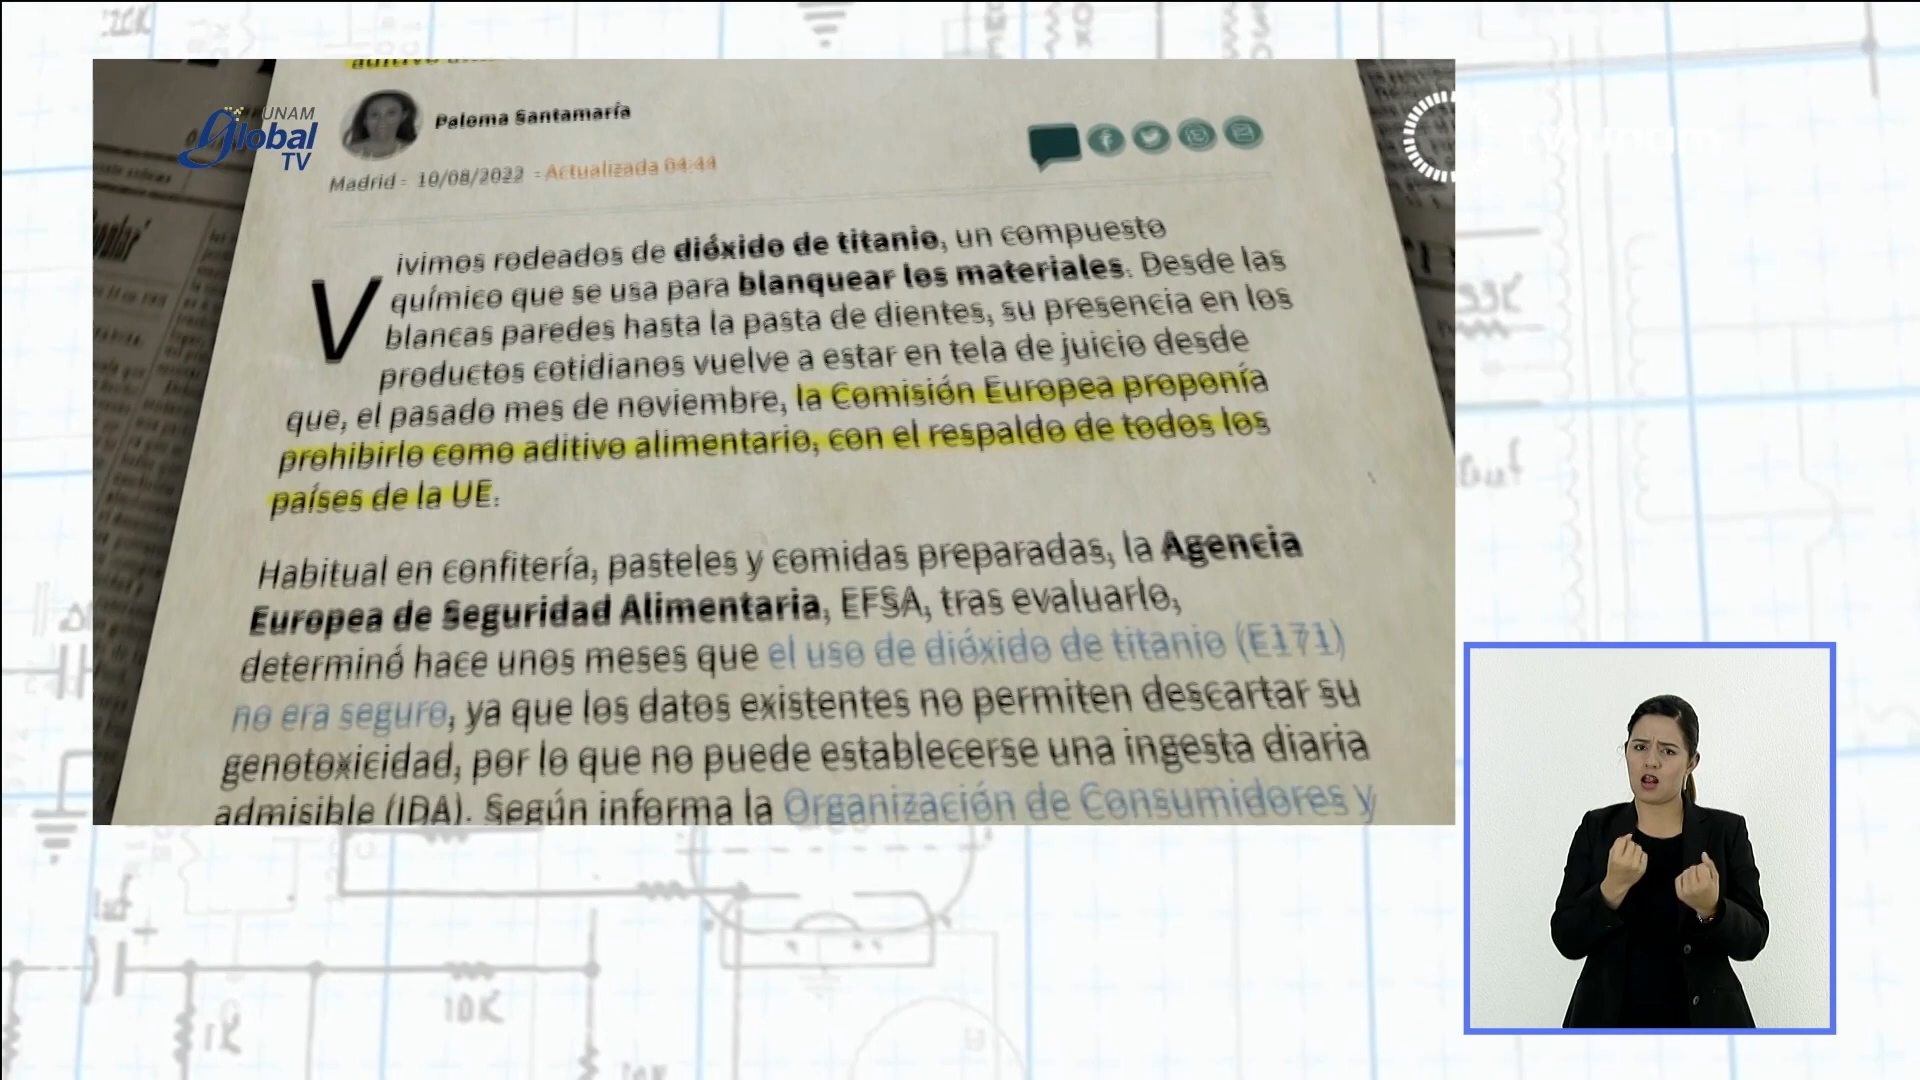 UNAM
Global
TV
tv unam
Paloma Santamaría
Madrid - 10/08/2022 - Actualizada 04:44
Vivimos rodeados de dióxido de titanio, un compuesto
químico que se usa para blanquear los materiales. Desde las
blancas paredes hasta la pasta de dientes, su presencia en los
productos cotidianos vuelve a estar en tela de juicio desde
que, el pasado mes de noviembre, la Comisión Europea proponía
prohibirlo como aditivo alimentario, con el respaldo de todos los
países de la UE.
Habitual en confitería, pasteles y comidas preparadas, la Agencia
Europea de Seguridad Alimentaria, EFSA, tras evaluarlo,
determinó hace unos meses que el uso de dióxido de titanio (E171)
no era seguro, ya que los datos existentes no permiten descartar su
genotoxicidad, por lo que no puede establecerse una ingesta diaria
admisible (IDA). Según informa la Organización de Consumidores y
1K
10K